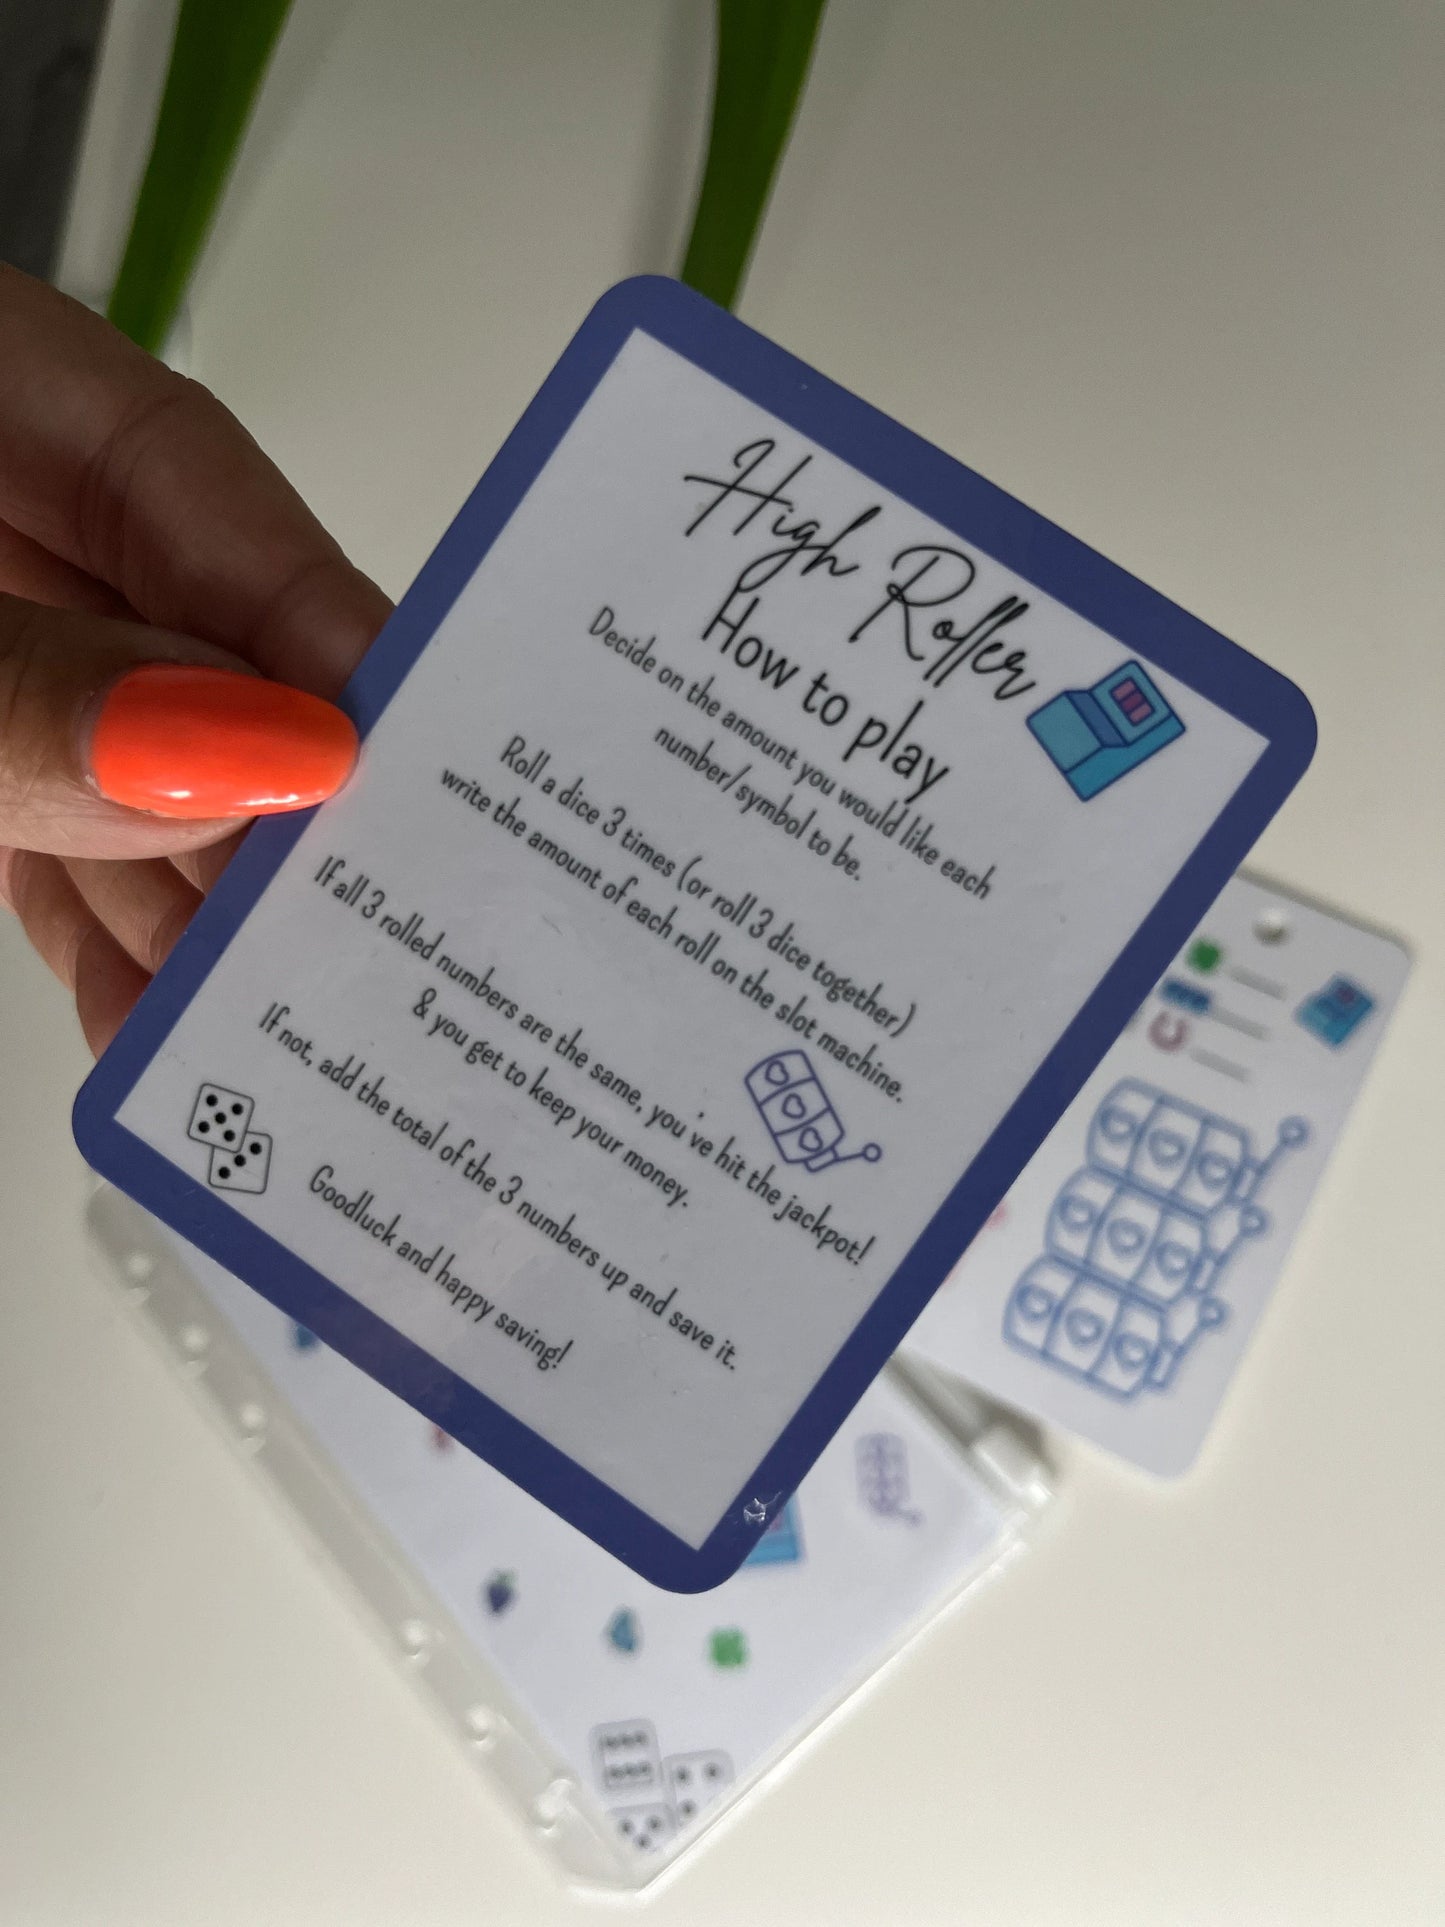 High Roller
How to play
Decide on the amount you would like each
number/symbol to be.
Roll a dice 3 times (or roll 3 dice together)
write the amount of each roll on the slot machine.
If all 3 rolled numbers are the same, you've hit the jackpot!
& you get to keep your money.
If not, add the total of the 3 numbers up and save it.
Goodluck and happy saving!